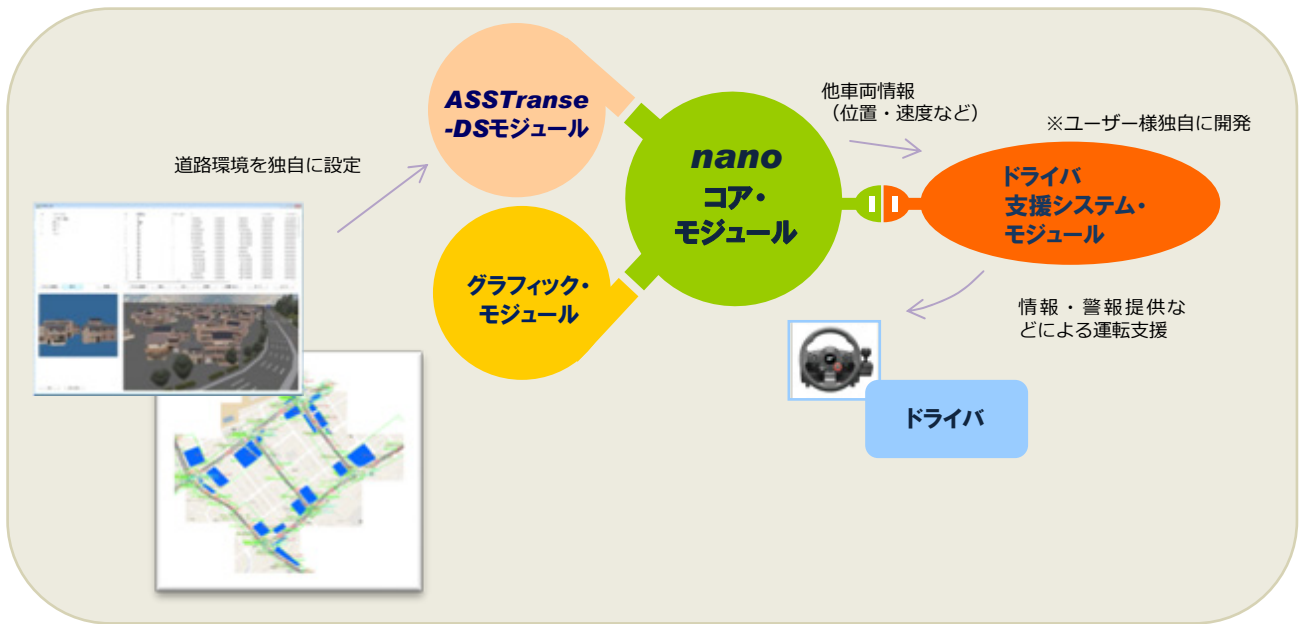 ASSTranse
-DSモジュール
nano
コア・
モジュール
他車両情報
（位置・速度など）
※ユーザー様独自に開発
道路環境を独自に設定
ドライバ
支援システム・
モジュール
グラフィック・
モジュール
情報・警報提供な
どによる運転支援
ドライバ